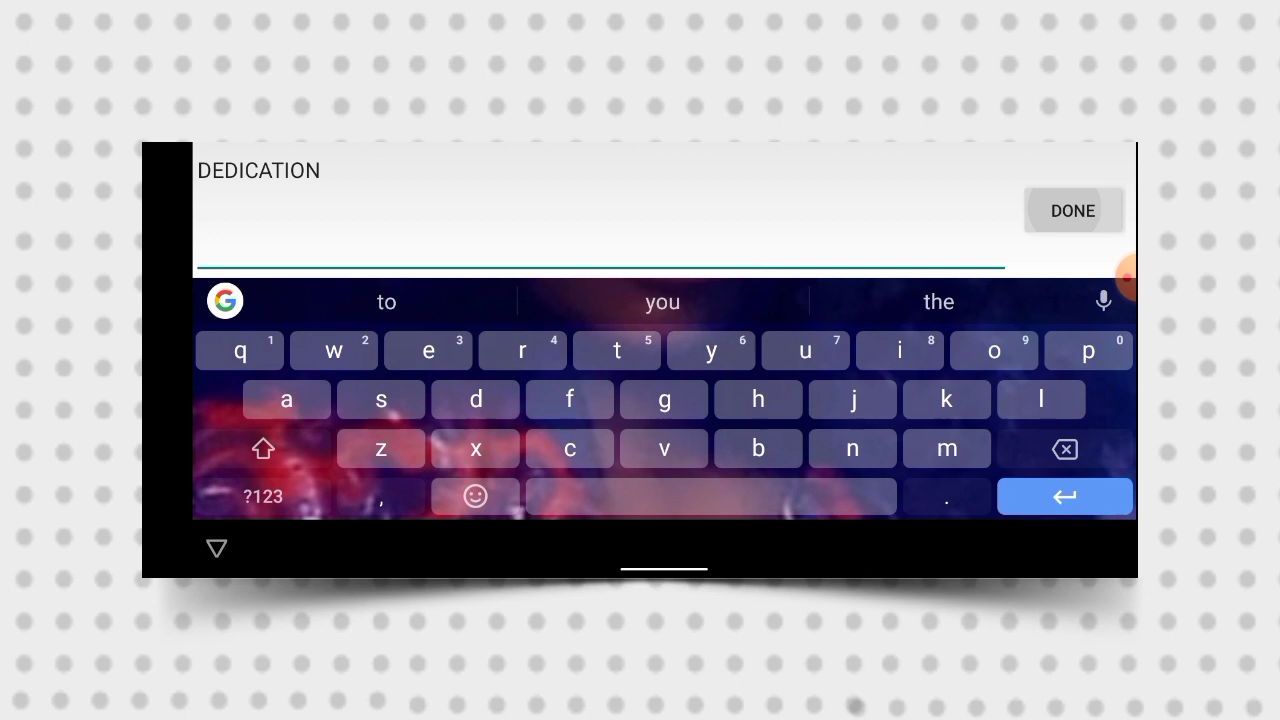 DEDICATION
DONE
G to you the
q 1 w 2 e 3 r 4 t 5 y 6 u 7 i 8 o 9 p 0
a s d f g h j k l
z x c v b n m
?123 , .